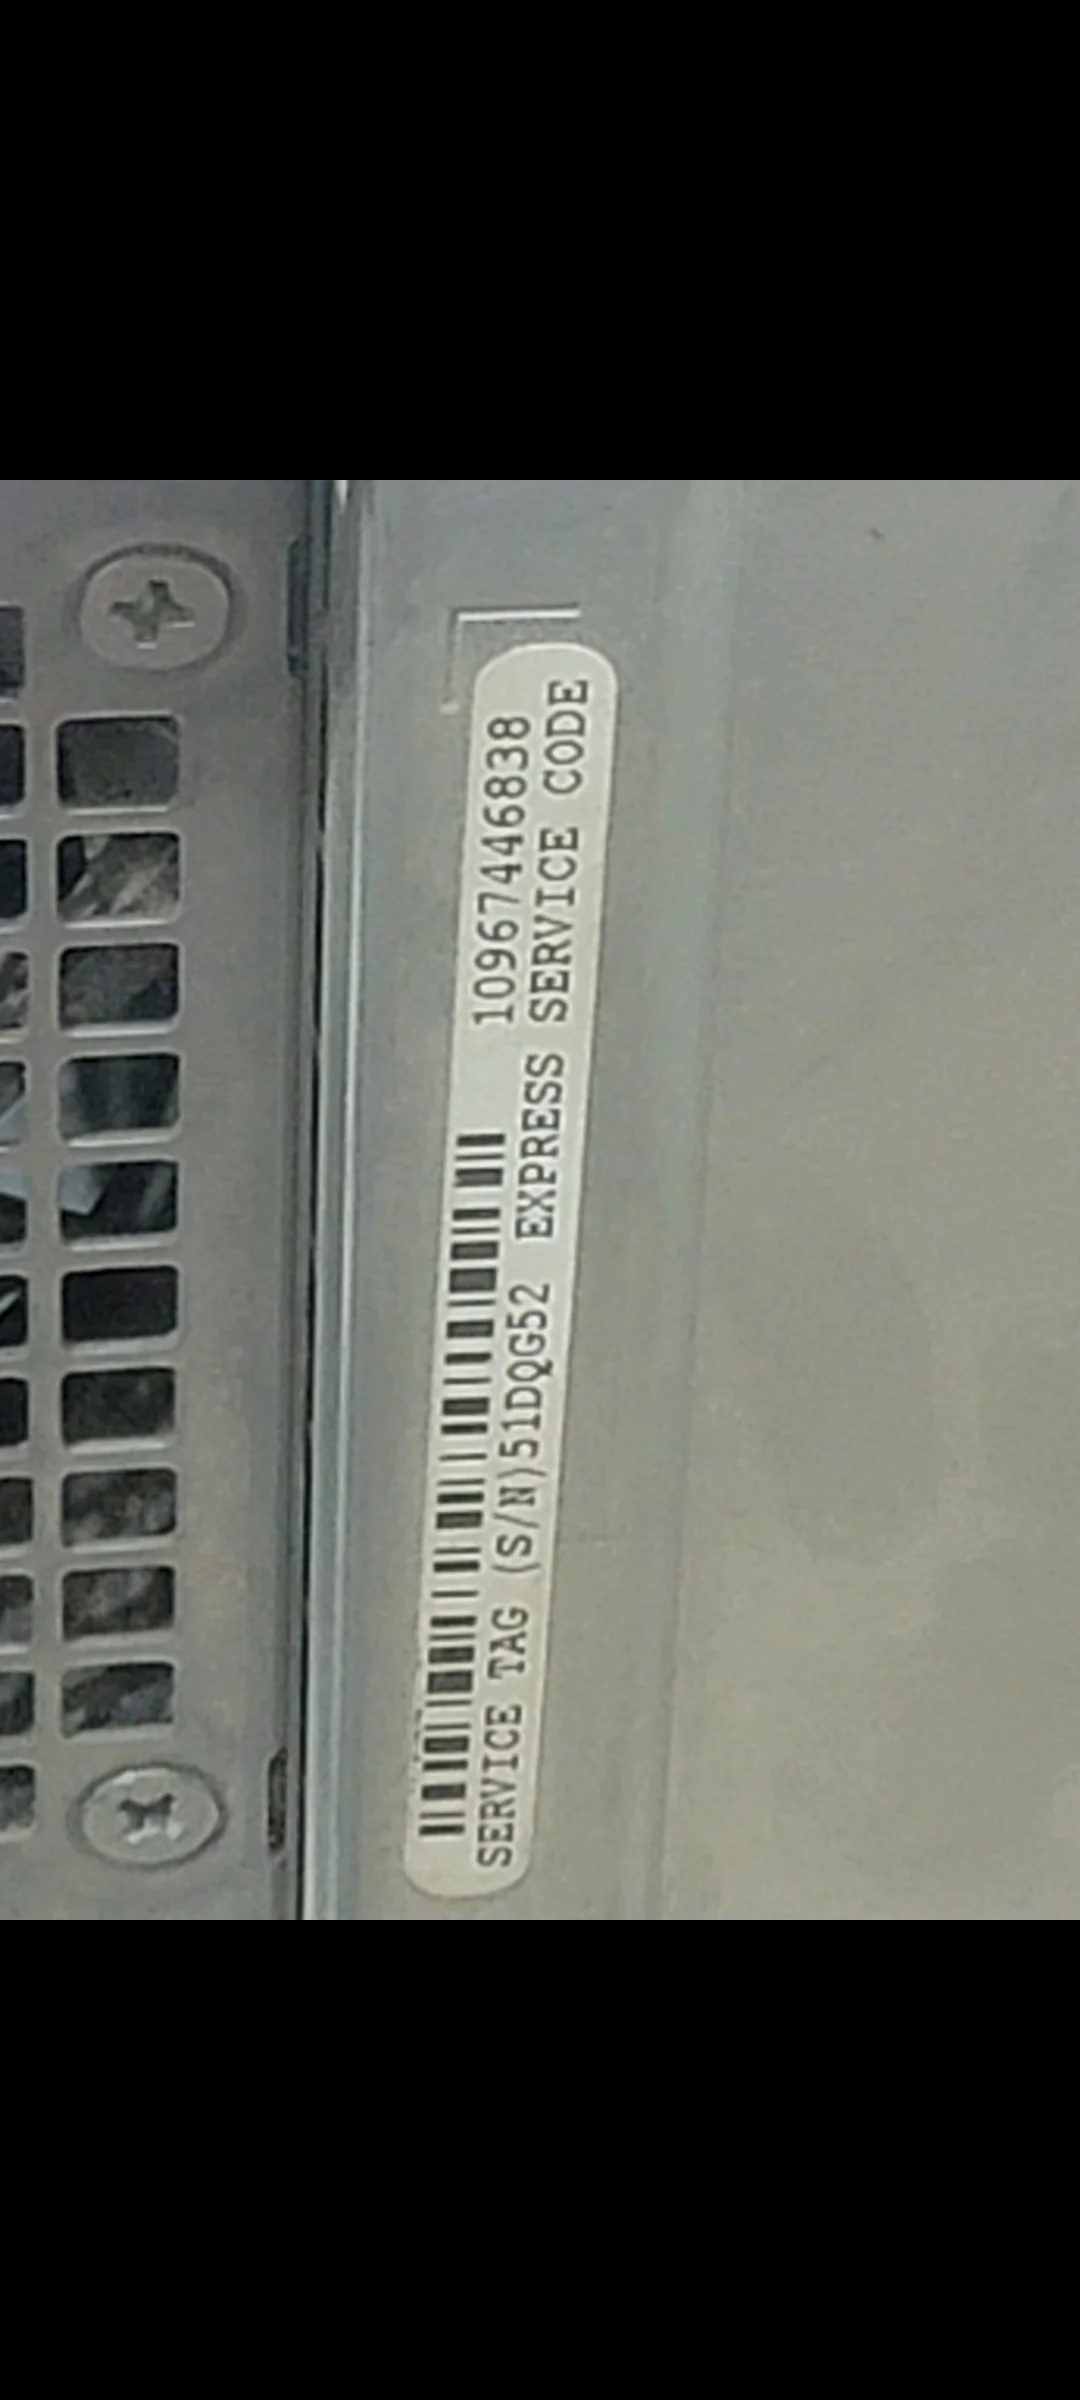 10967446838
SERVICE TAG (S/N)51DQG52 EXPRESS SERVICE CODE